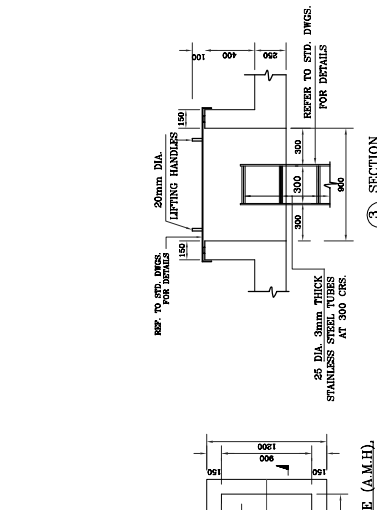 100
400
250
150
20mm DIA.
LIFTING HANDLES
REF. TO STD. DWGS.
FOR DETAILS
150
REFER TO STD. DWGS.
FOR DETAILS
300
300
300
900
25 DIA. 3mm THICK
STAINLESS STEEL TUBES
AT 300 CRS.
3 SECTION
1200
900
150
150
E (A.M.H)